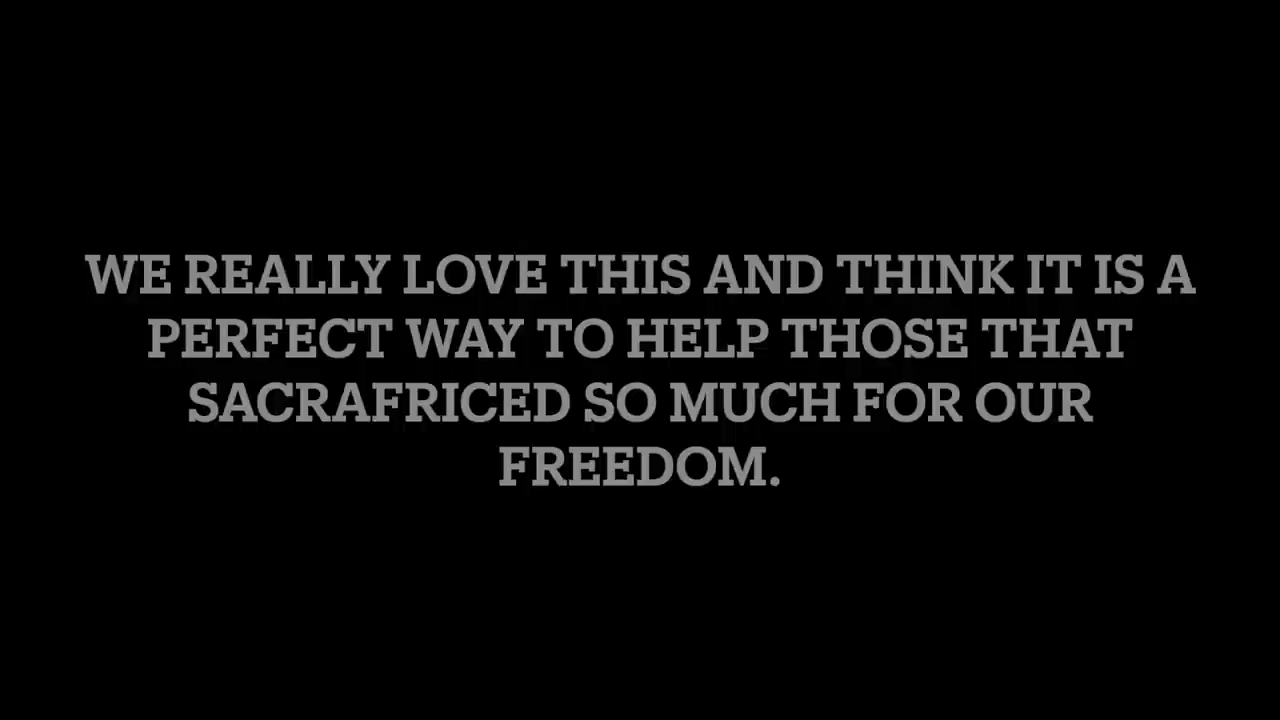 WE REALLY LOVE THIS AND THINK IT IS A
PERFECT WAY TO HELP THOSE THAT
SACRAFRICED SO MUCH FOR OUR
FREEDOM.